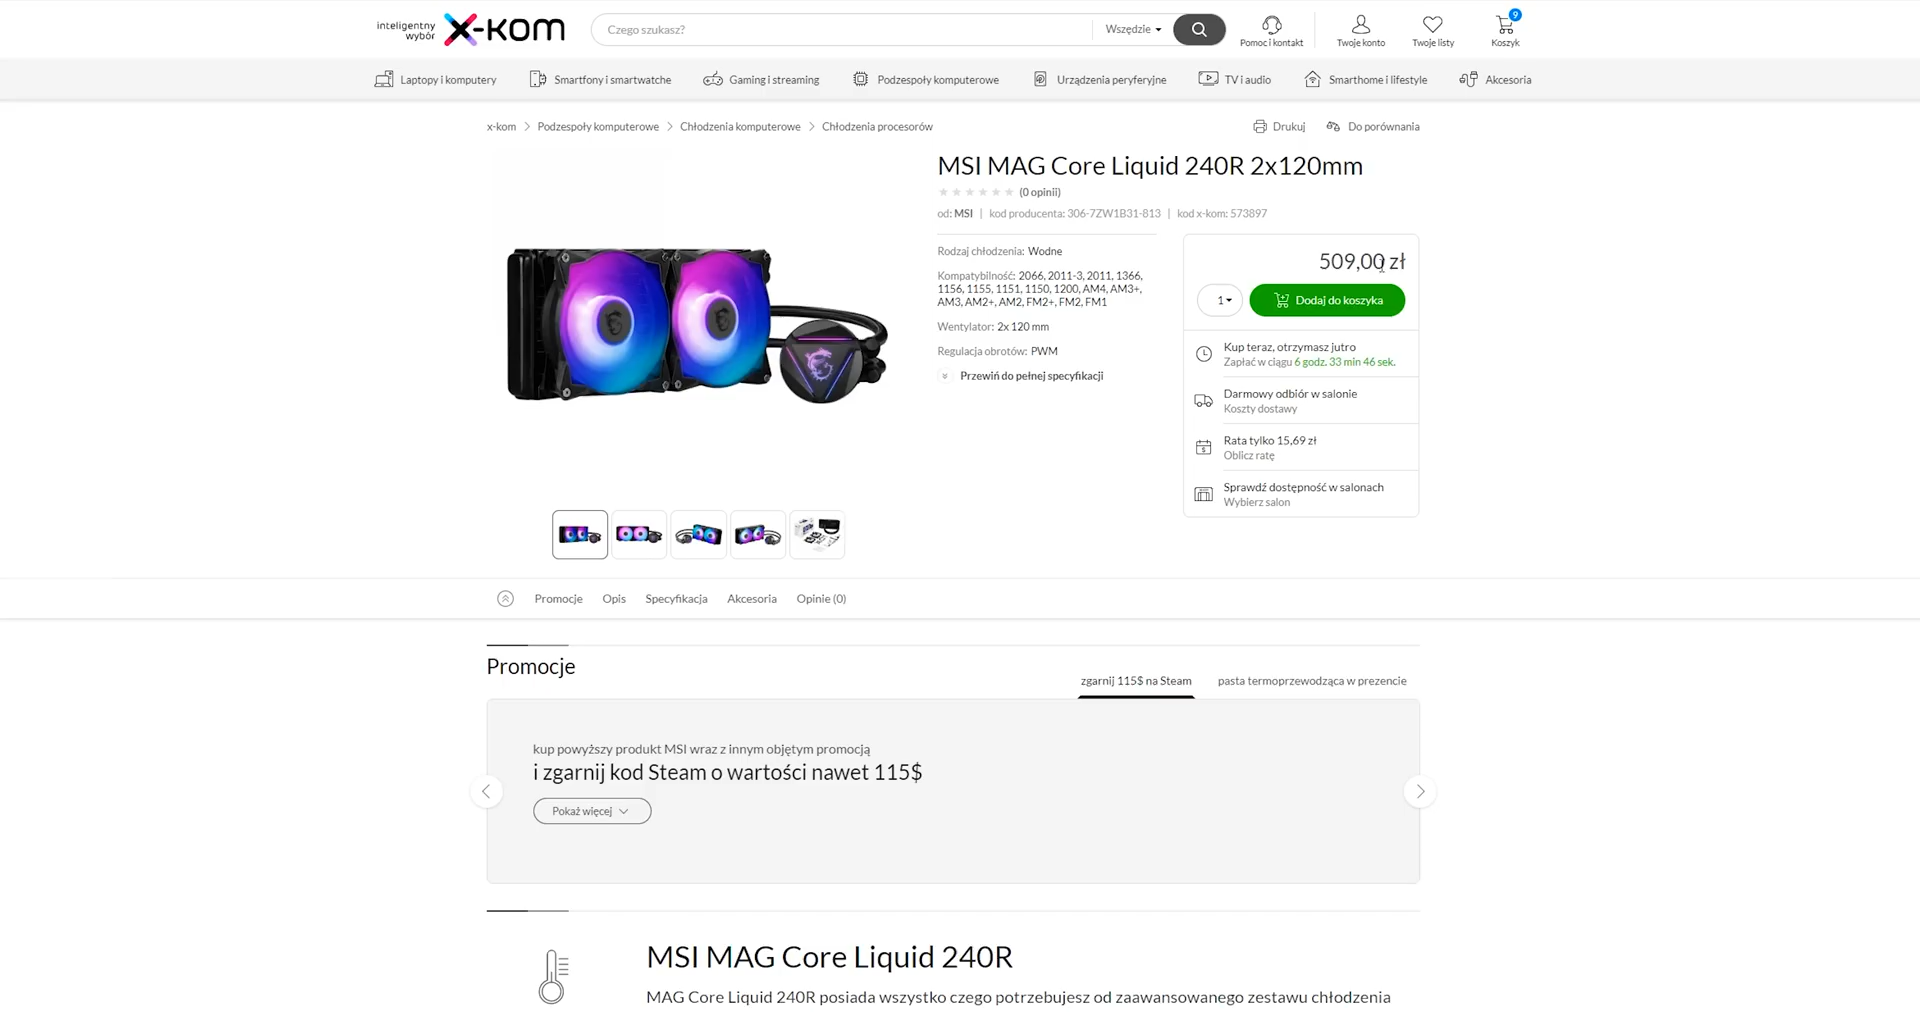 inteligentny
wybór
x-kom
Czego szukasz?
Wszędzie
Pomoc i kontakt
Twoje konto
Twoje listy
9
Koszyk
Laptopy i komputery
Smartfony i smartwatche
Gaming i streaming
Podzespoły komputerowe
Urządzenia peryferyjne
TV i audio
Smarthome i lifestyle
Akcesoria
x-kom > Podzespoły komputerowe > Chłodzenia komputerowe > Chłodzenia procesorów
Drukuj
Do porównania
MSI MAG Core Liquid 240R 2x120mm
(0 opinii)
od: MSI | kod producenta: 306-7ZW1B31-813 | kod x-kom: 573897
Rodzaj chłodzenia: Wodne
Kompatybilność: 2066, 2011-3, 2011, 1366,
1156, 1155, 1151, 1150, 1200, AM4, AM3+,
AM3, AM2+, AM2, FM2+, FM2, FM1
Wentylator: 2x 120 mm
Regulacja obrotów: PWM
Przewiń do pełnej specyfikacji
509,00 zł
1
Dodaj do koszyka
Kup teraz, otrzymasz jutro
Zapłać w ciągu 6 godz. 33 min 46 sek.
Darmowy odbiór w salonie
Koszty dostawy
Rata tylko 15,69 zł
Oblicz ratę
Sprawdź dostępność w salonach
Wybierz salon
Promocje
Opis
Specyfikacja
Akcesoria
Opinie (0)
Promocje
zgarnij 115$ na Steam
pasta termoprzewodząca w prezencie
kup powyższy produkt MSI wraz z innym objętym promocją
i zgarnij kod Steam o wartości nawet 115$
Pokaż więcej
MSI MAG Core Liquid 240R
MAG Core Liquid 240R posiada wszystko czego potrzebujesz od zaawansowanego zestawu chłodzenia